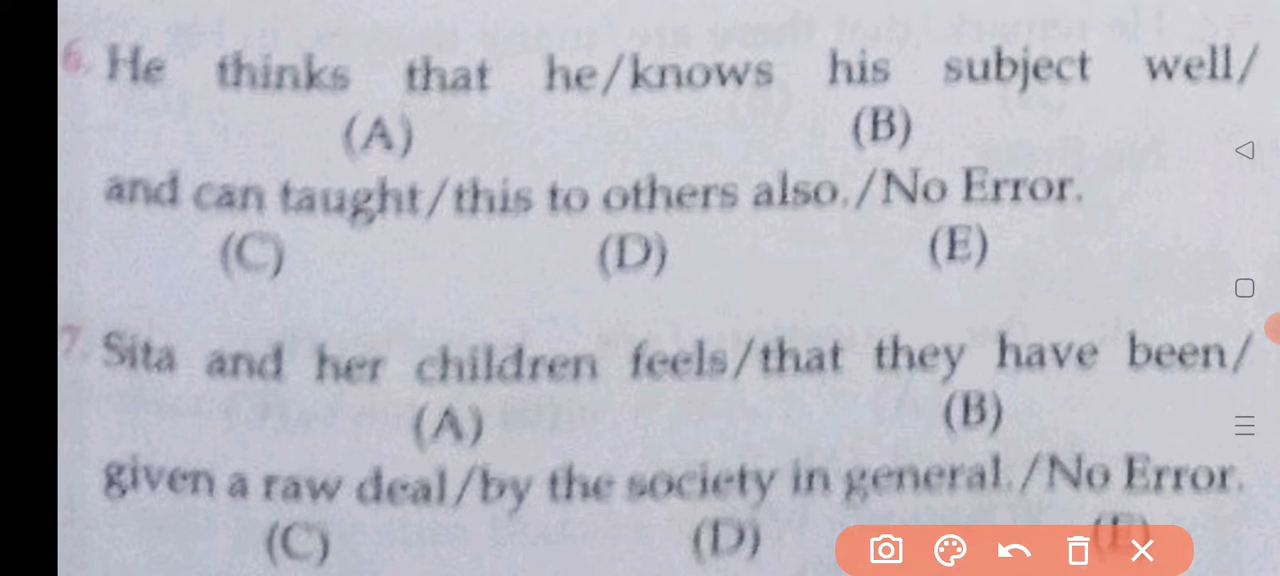 6. He thinks that he/knows his subject well/
(A) (B)
and can taught/this to others also./No Error.
(C) (D) (E)
7. Sita and her children feels/that they have been/
(A) (B)
given a raw deal/by the society in general./No Error.
(C) (D) (E)